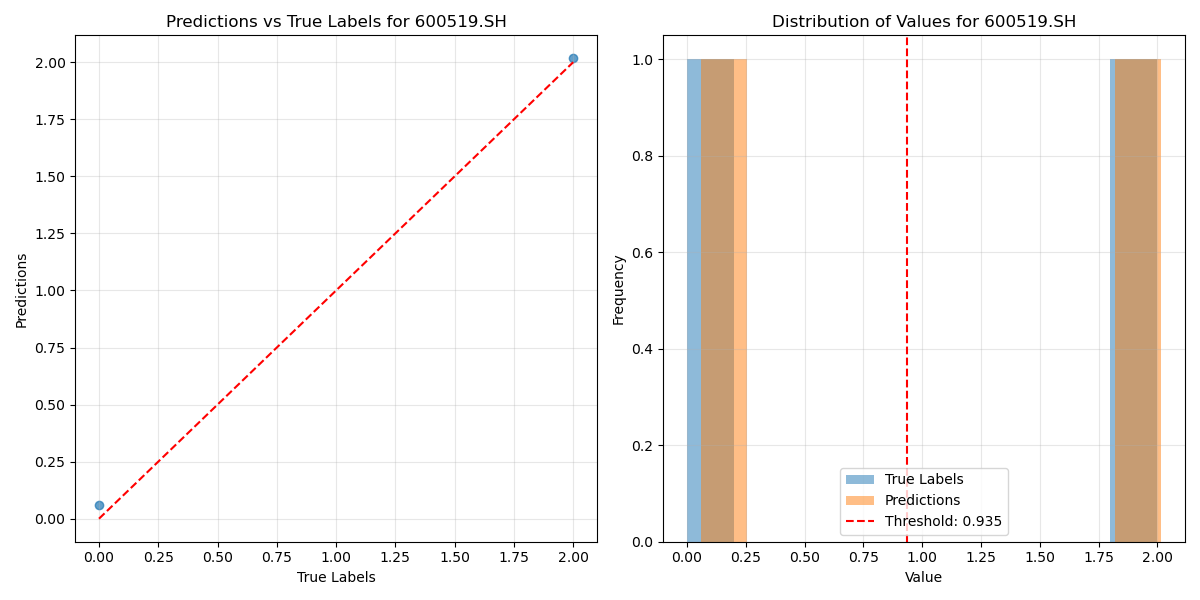 Predictions vs True Labels for 600519.SH
2.00
1.75
1.50
1.25
1.00
0.75
0.50
0.25
0.00
Predictions
0.00 0.25 0.50 0.75 1.00 1.25 1.50 1.75 2.00
True Labels
Distribution of Values for 600519.SH
1.0
0.8
0.6
0.4
0.2
0.0
Frequency
True Labels
Predictions
Threshold: 0.935
0.00 0.25 0.50 0.75 1.00 1.25 1.50 1.75 2.00
Value